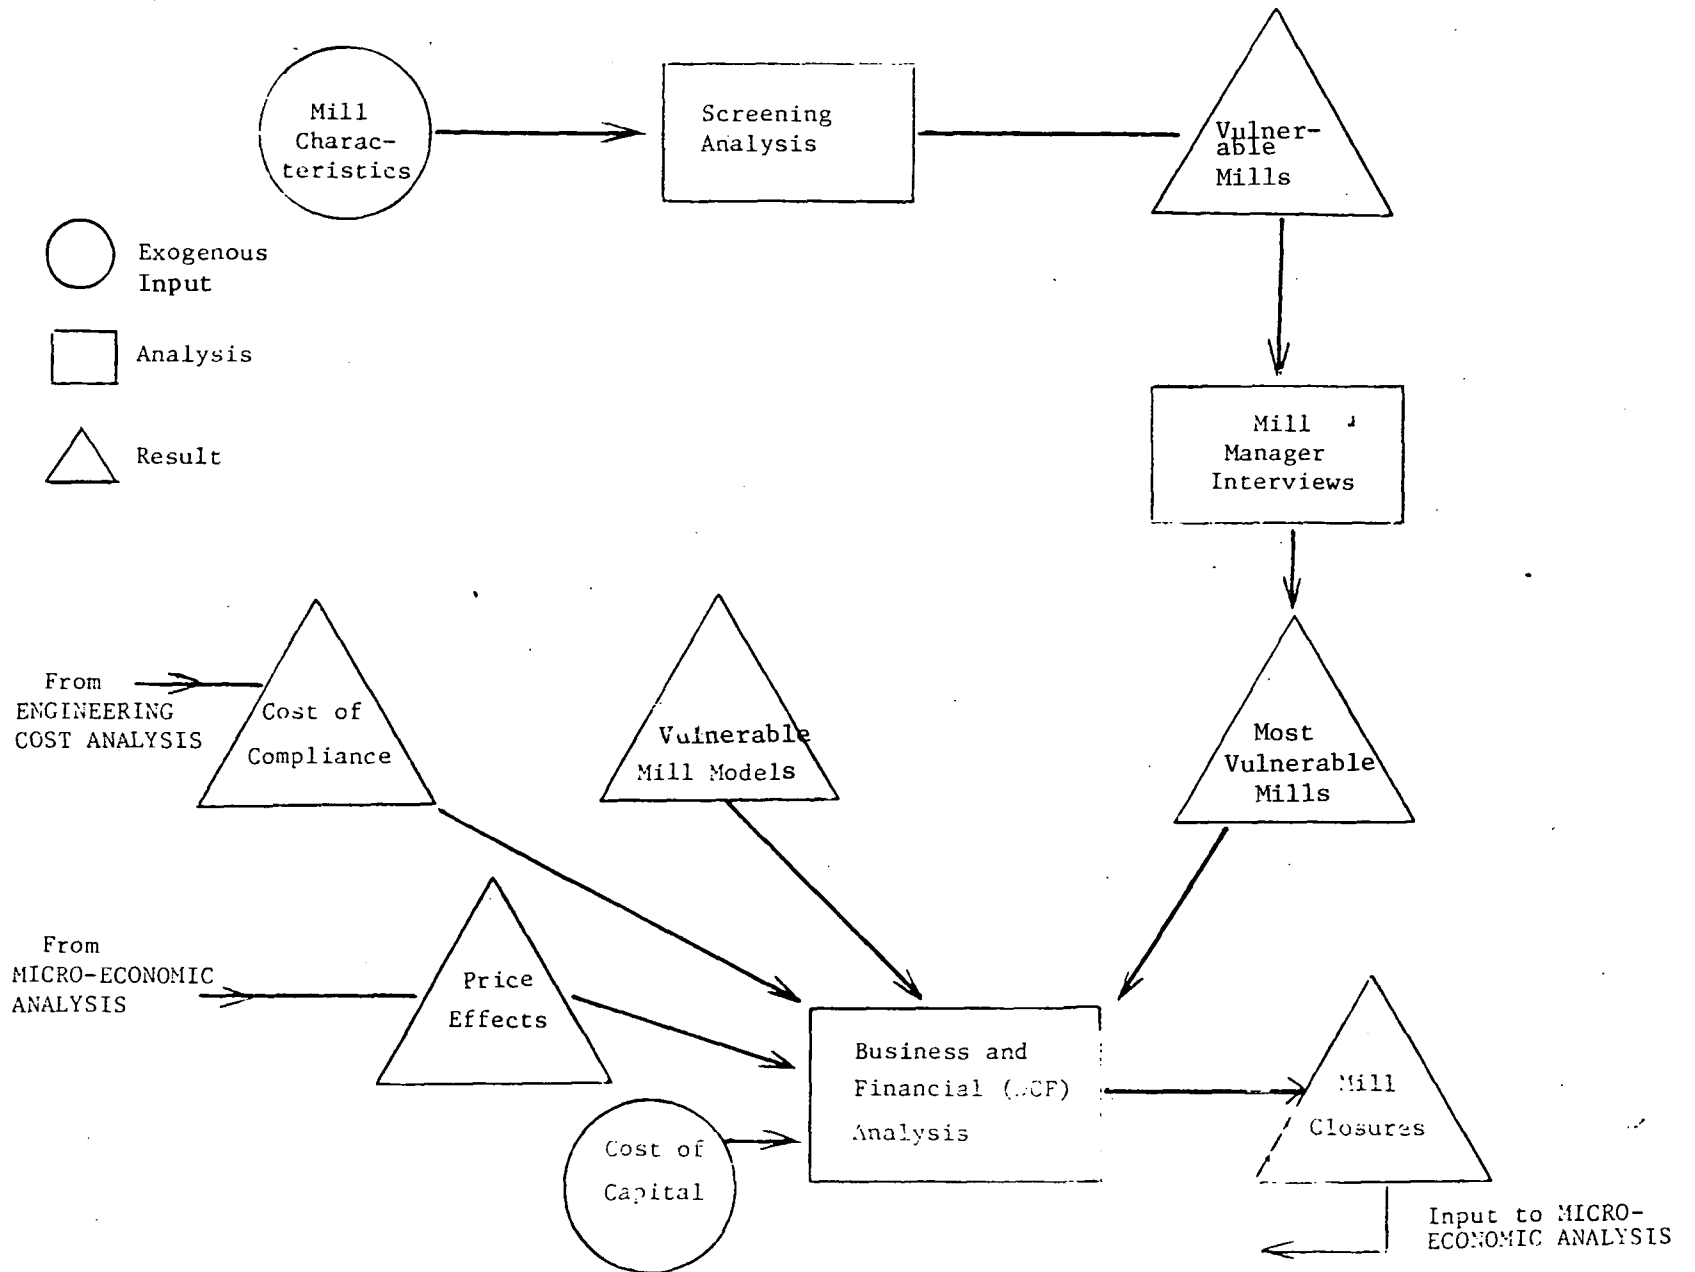 Mill
Charac-
teristics
Screening
Analysis
Vulner-
able
Mills
Exogenous
Input
Analysis
Result
Mill
Manager
Interviews
From
ENGINEERING
COST ANALYSIS
Cost of
Compliance
Vulnerable
Mill Models
Most
Vulnerable
Mills
From
MICRO-ECONOMIC
ANALYSIS
Price
Effects
Business and
Financial
Analysis
Cost of
Capital
Mill
Closures
Input to MICRO-
ECONOMIC ANALYSIS